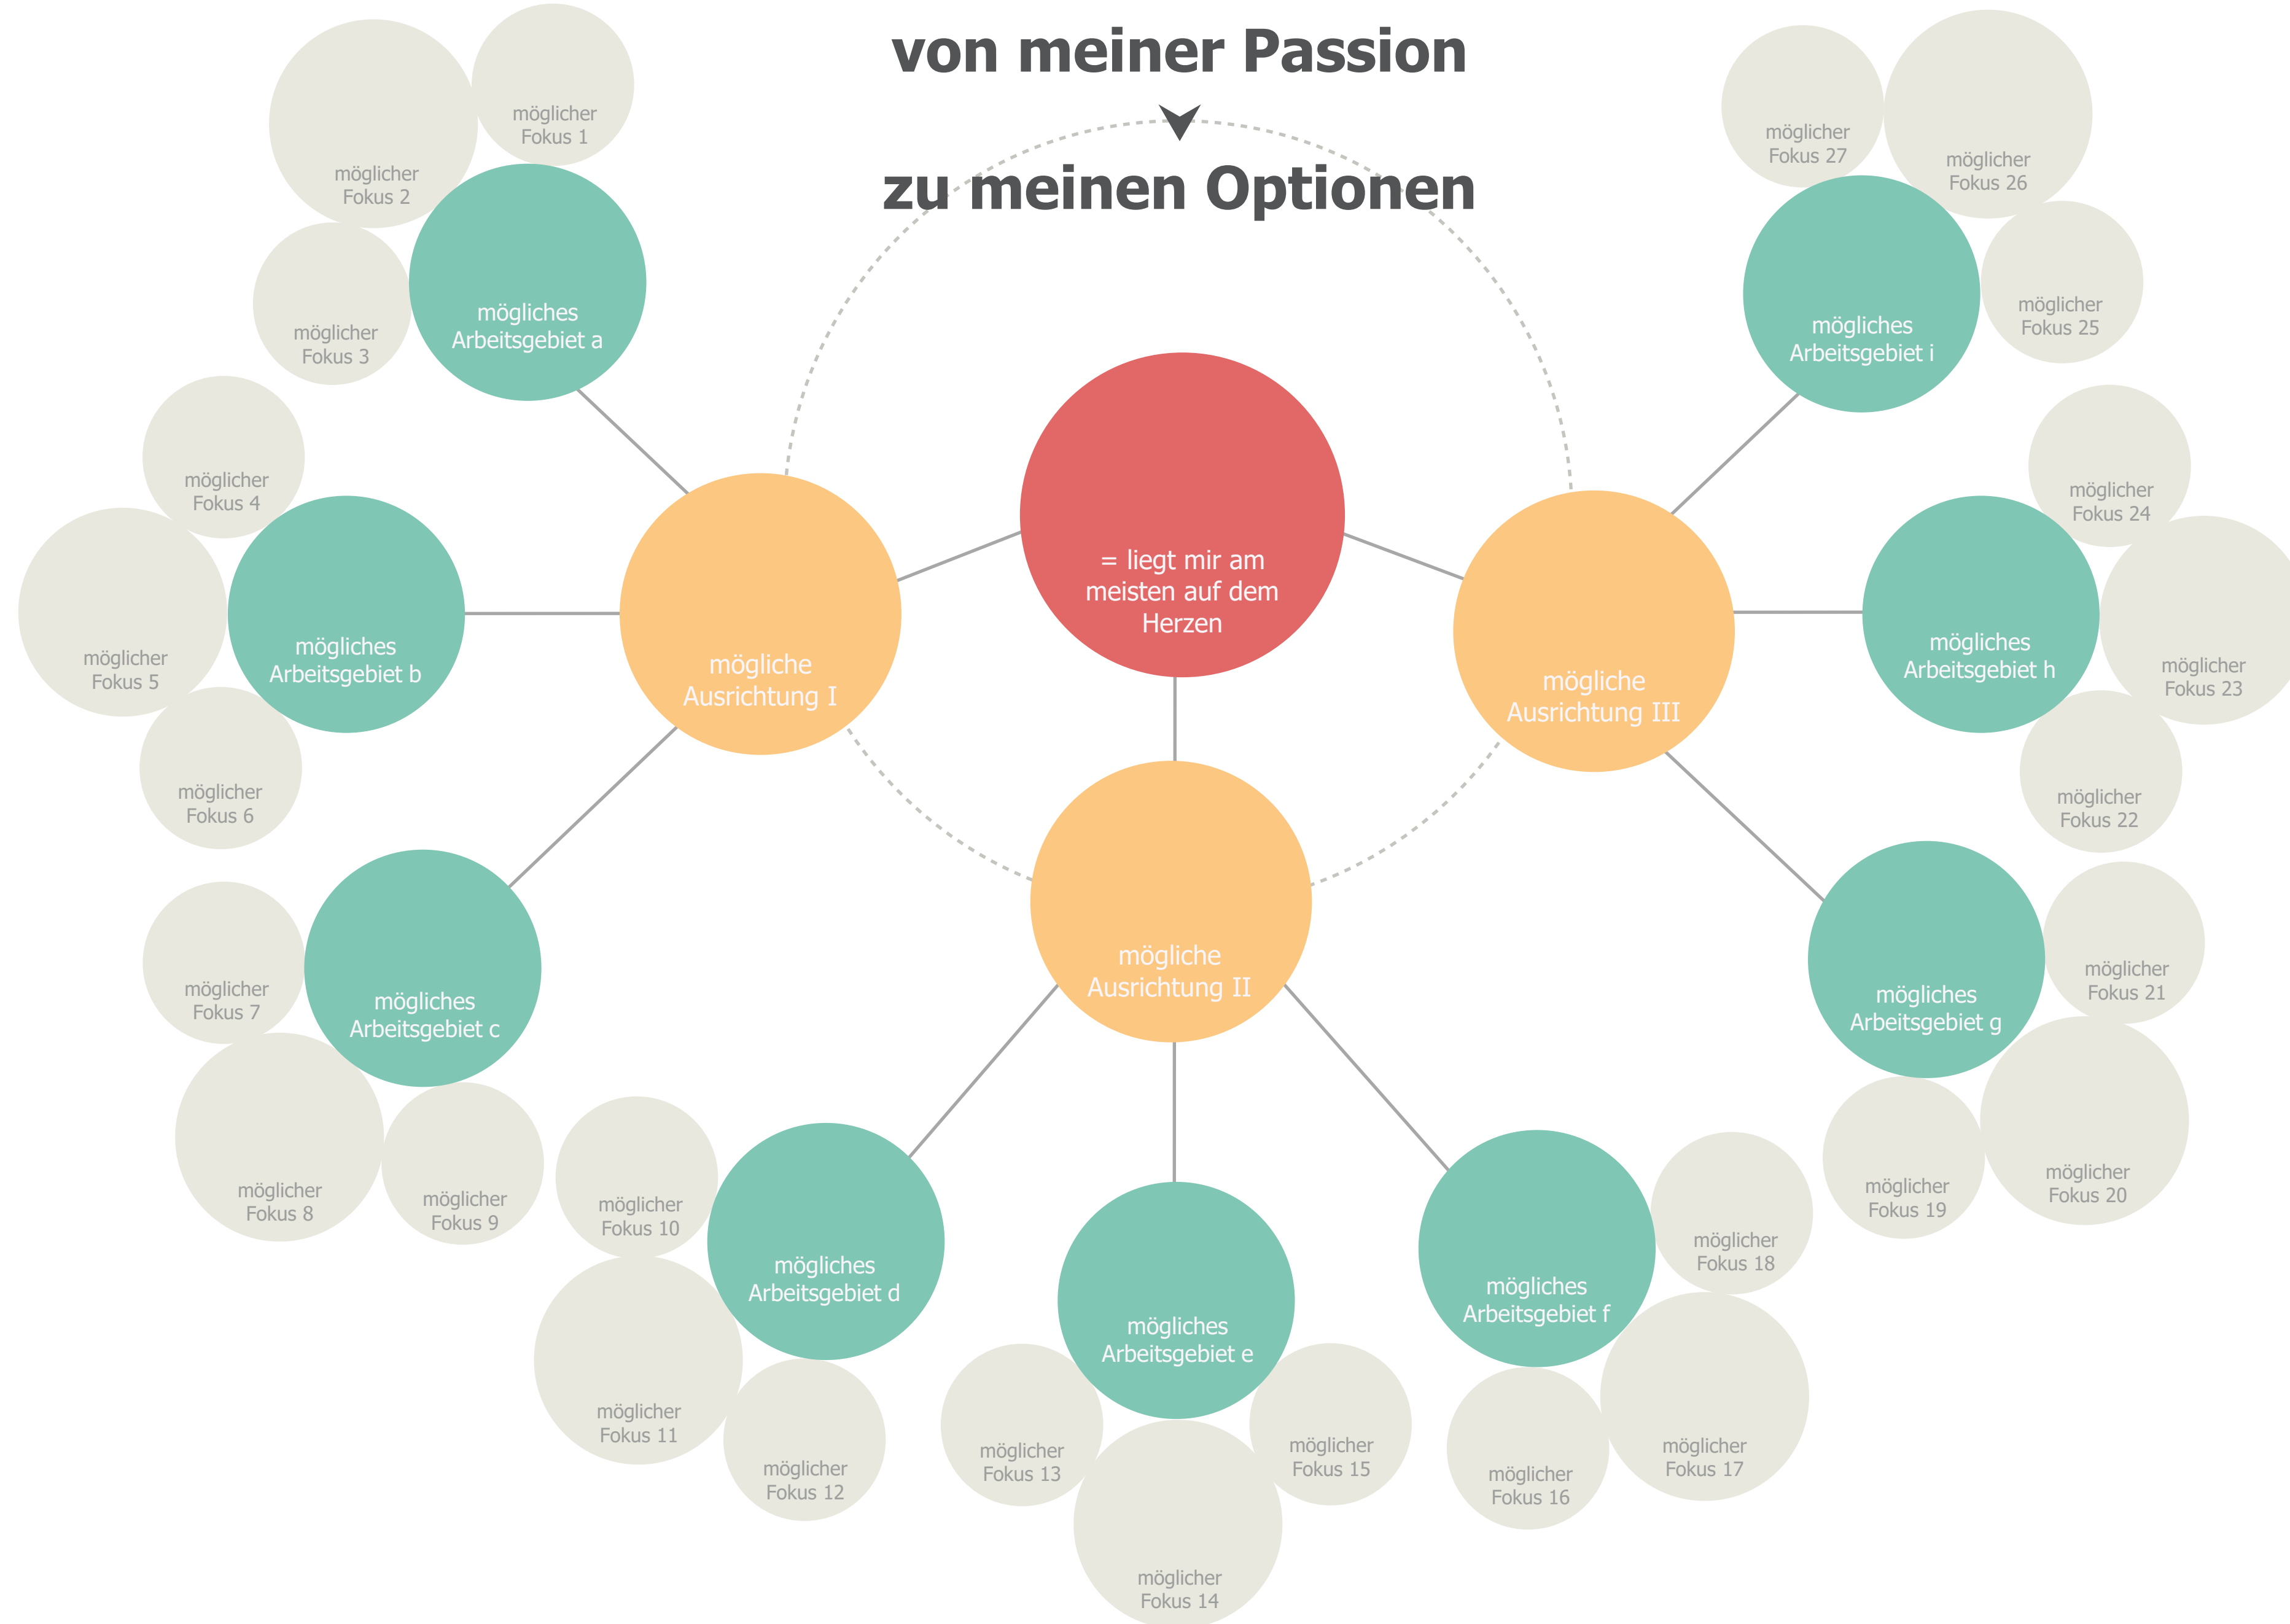 von meiner Passion
zu meinen Optionen
= liegt mir am
meisten auf dem
Herzen
mögliche
Ausrichtung I
mögliches
Arbeitsgebiet a
möglicher
Fokus 1
möglicher
Fokus 2
möglicher
Fokus 3
mögliches
Arbeitsgebiet b
möglicher
Fokus 4
möglicher
Fokus 5
möglicher
Fokus 6
mögliches
Arbeitsgebiet c
möglicher
Fokus 7
möglicher
Fokus 8
möglicher
Fokus 9
mögliche
Ausrichtung II
mögliches
Arbeitsgebiet d
möglicher
Fokus 10
möglicher
Fokus 11
möglicher
Fokus 12
mögliches
Arbeitsgebiet e
möglicher
Fokus 13
möglicher
Fokus 14
möglicher
Fokus 15
mögliches
Arbeitsgebiet f
möglicher
Fokus 16
möglicher
Fokus 17
möglicher
Fokus 18
mögliche
Ausrichtung III
mögliches
Arbeitsgebiet g
möglicher
Fokus 19
möglicher
Fokus 20
möglicher
Fokus 21
mögliches
Arbeitsgebiet h
möglicher
Fokus 22
möglicher
Fokus 23
möglicher
Fokus 24
mögliches
Arbeitsgebiet i
möglicher
Fokus 25
möglicher
Fokus 26
möglicher
Fokus 27